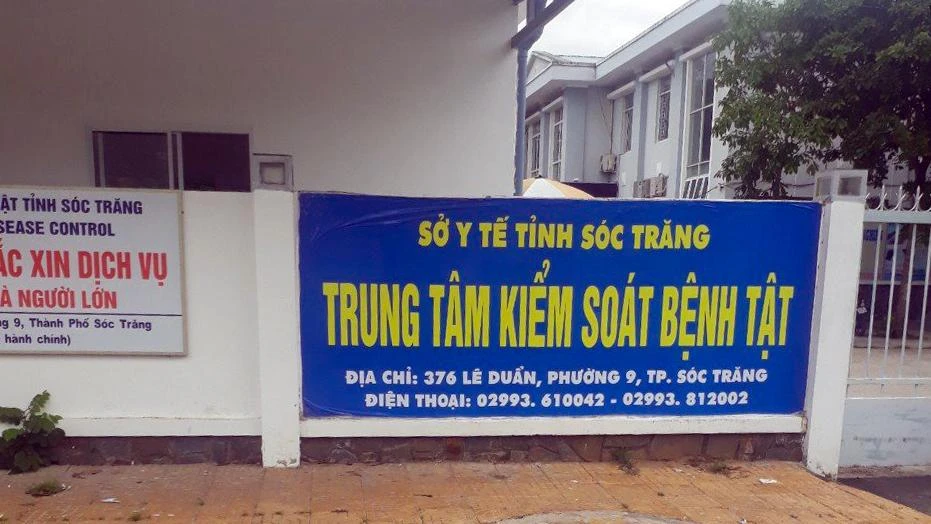 ẬT TỈNH SÓC TRĂNG
SEASE CONTROL
ẮC XIN DỊCH VỤ
À NGƯỜI LỚN
ng 9, Thành Phố Sóc Trăng
hành chính)
SỞ Y TẾ TỈNH SÓC TRĂNG
TRUNG TÂM KIỂM SOÁT BỆNH TẬT
ĐỊA CHỈ: 376 LÊ DUẨN, PHƯỜNG 9, TP. SÓC TRĂNG
ĐIỆN THOẠI: 02993. 610042 - 02993. 812002